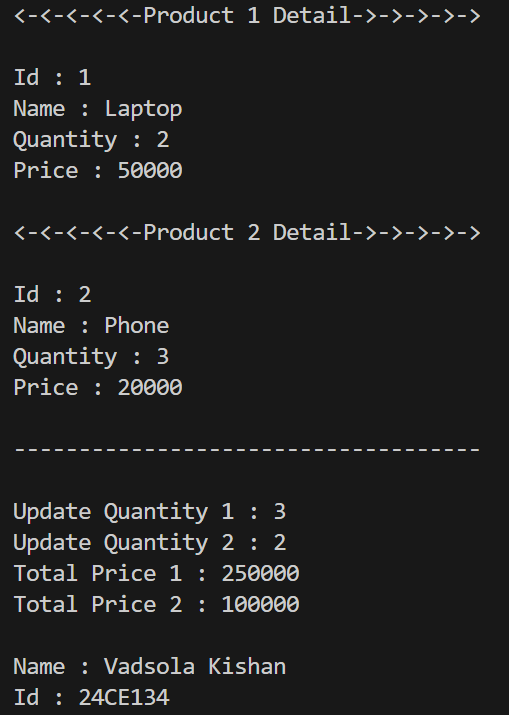 <-<-<-<-<-Product 1 Detail->->->->->
Id : 1
Name : Laptop
Quantity : 2
Price : 50000
<-<-<-<-<-Product 2 Detail->->->->->
Id : 2
Name : Phone
Quantity : 3
Price : 20000
------------------------------------
Update Quantity 1 : 3
Update Quantity 2 : 2
Total Price 1 : 250000
Total Price 2 : 100000
Name : Vadsola Kishan
Id : 24CE134